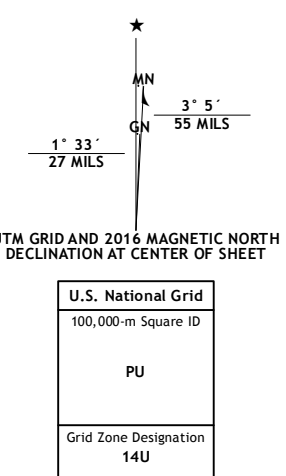 ★
MN
GN
3° 5´
55 MILS
1° 33´
27 MILS
UTM GRID AND 2016 MAGNETIC NORTH
DECLINATION AT CENTER OF SHEET
U.S. National Grid
100,000-m Square ID
PU
Grid Zone Designation
14U